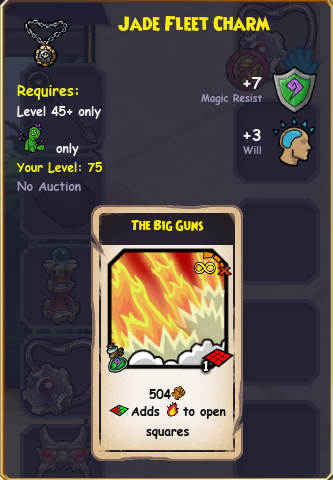 JADE FLEET CHARM
Requires:
Level 45+ only
only
Your Level: 75
No Auction
+7
Magic Resist
+3
Will
THE BIG GUNS
1
504
Adds to open
squares